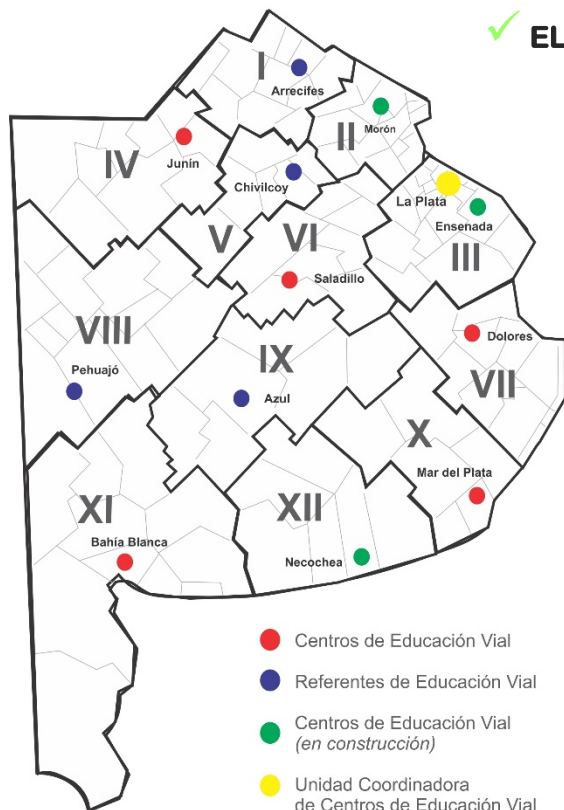 EL
I
Arrecifes
II
Morón
IV
Junín
Chivilcoy
La Plata
Ensenada
III
V
VI
Saladillo
VIII
Pehuajó
IX
Azul
Dolores
VII
X
Mar del Plata
XI
Bahía Blanca
XII
Necochea
Centros de Educación Vial
Referentes de Educación Vial
Centros de Educación Vial
(en construcción)
Unidad Coordinadora
de Centros de Educación Vial